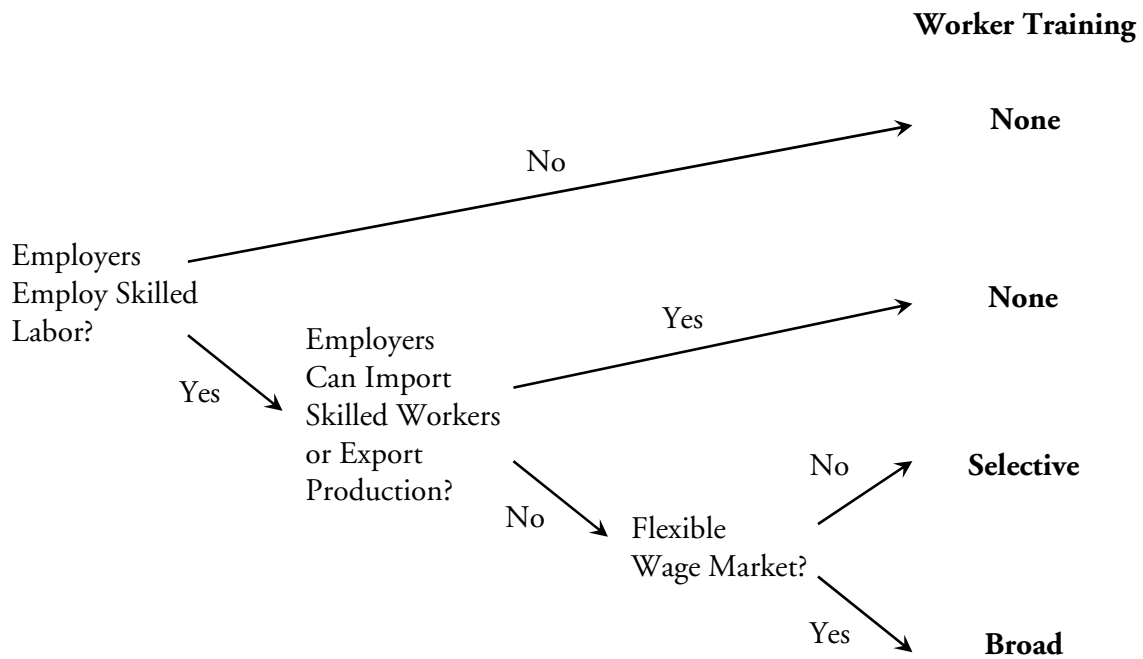 Worker Training
None
No
Employers
Employ Skilled
Labor?
None
Yes
Employers
Can Import
Skilled Workers
or Export
Production?
Yes
No
Selective
No
Flexible
Wage Market?
Yes
Broad